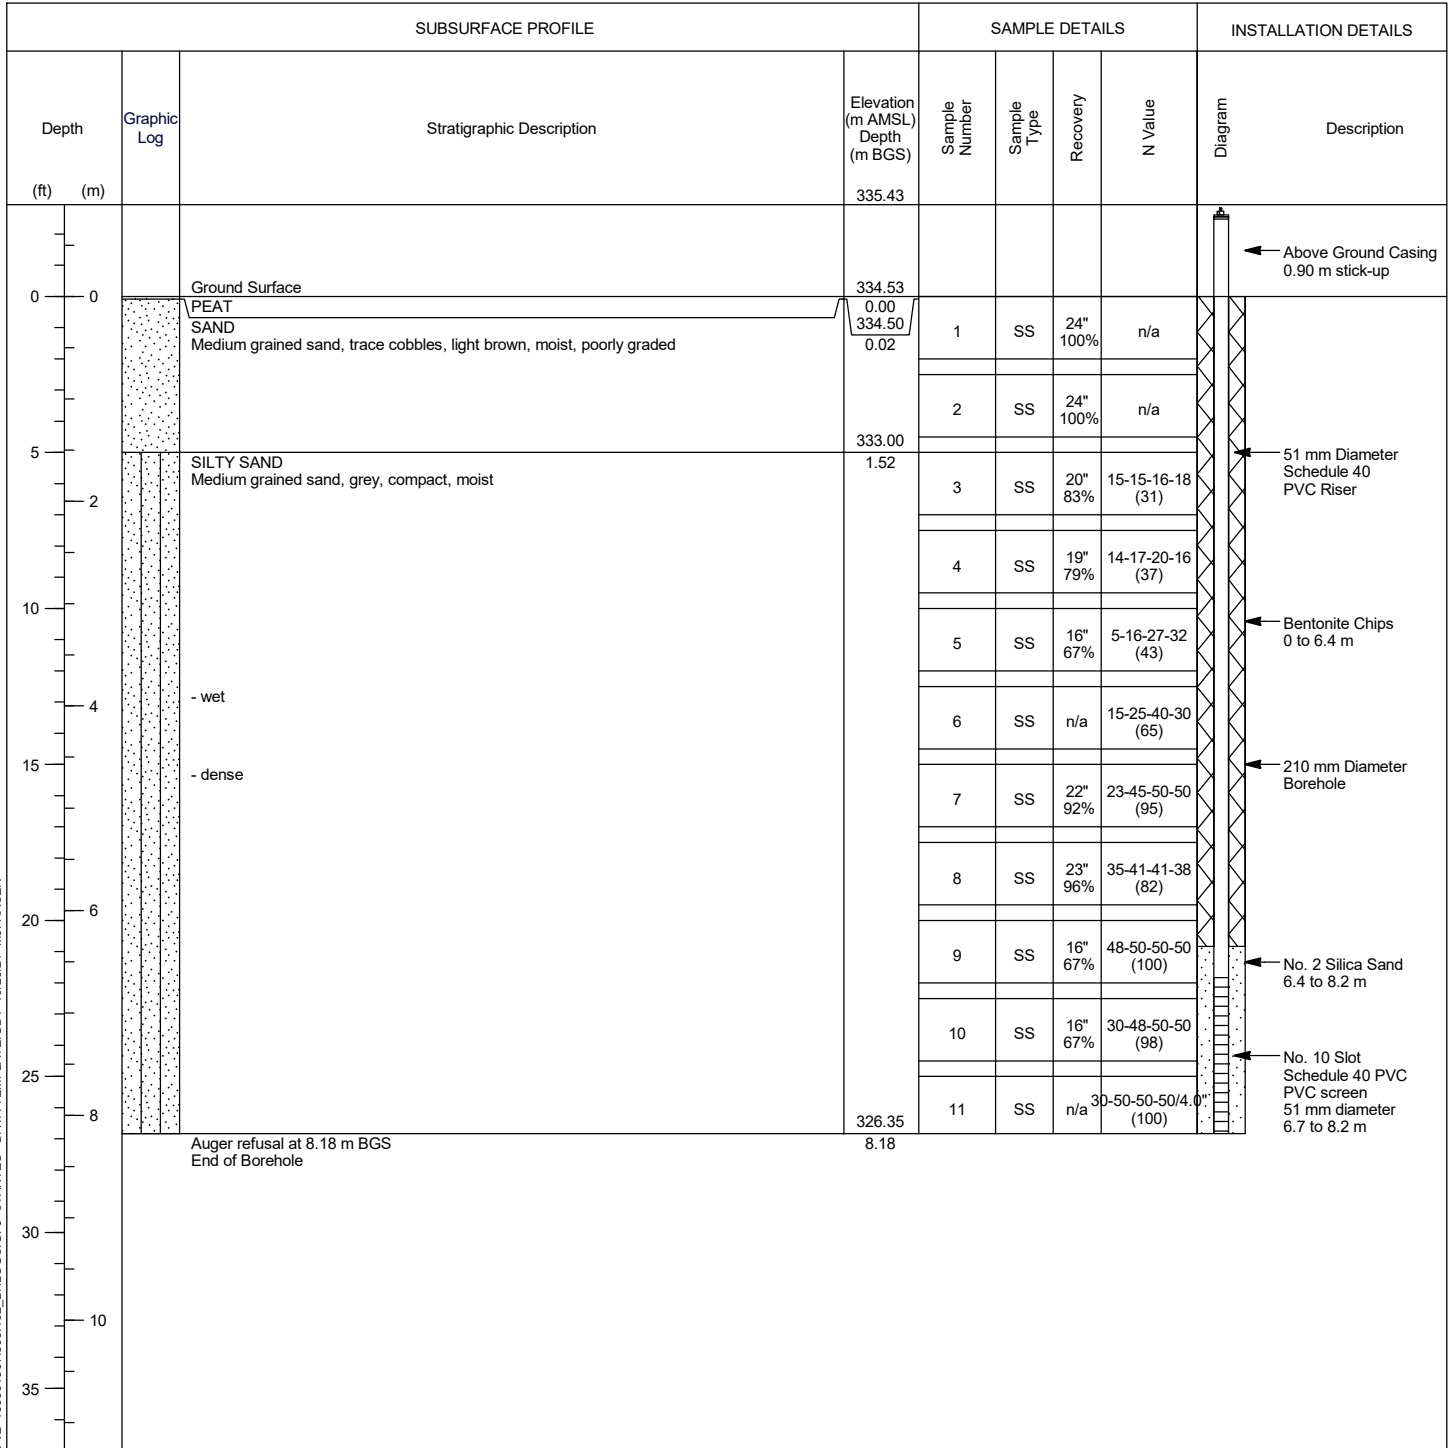 SUBSURFACE PROFILE
SAMPLE DETAILS
INSTALLATION DETAILS
Depth
(ft) (m)
Graphic
Log
Stratigraphic Description
Elevation
(m AMSL)
Depth
(m BGS)
335.43
Sample
Number
Sample
Type
Recovery
N Value
Diagram
Description
Above Ground Casing
0.90 m stick-up
Ground Surface 334.53
0 0
PEAT 0.00
334.50
SAND
Medium grained sand, trace cobbles, light brown, moist, poorly graded 0.02
1 SS 24" 100% n/a
2 SS 24" 100% n/a
333.00
5
SILTY SAND 1.52
Medium grained sand, grey, compact, moist
51 mm Diameter
Schedule 40
PVC Riser
2
3 SS 20" 83% 15-15-16-18 (31)
4 SS 19" 79% 14-17-20-16 (37)
10
Bentonite Chips
0 to 6.4 m
5 SS 16" 67% 5-16-27-32 (43)
- wet
4
6 SS n/a 15-25-40-30 (65)
15
- dense
210 mm Diameter
Borehole
7 SS 22" 92% 23-45-50-50 (95)
8 SS 23" 96% 35-41-41-38 (82)
6
20
9 SS 16" 67% 48-50-50-50 (100)
No. 2 Silica Sand
6.4 to 8.2 m
10 SS 16" 67% 30-48-50-50 (98)
No. 10 Slot
Schedule 40 PVC
PVC screen
51 mm diameter
6.7 to 8.2 m
25
8
11 SS n/a 30-50-50-50/4.0" (100)
326.35
Auger refusal at 8.18 m BGS 8.18
End of Borehole
30
10
35